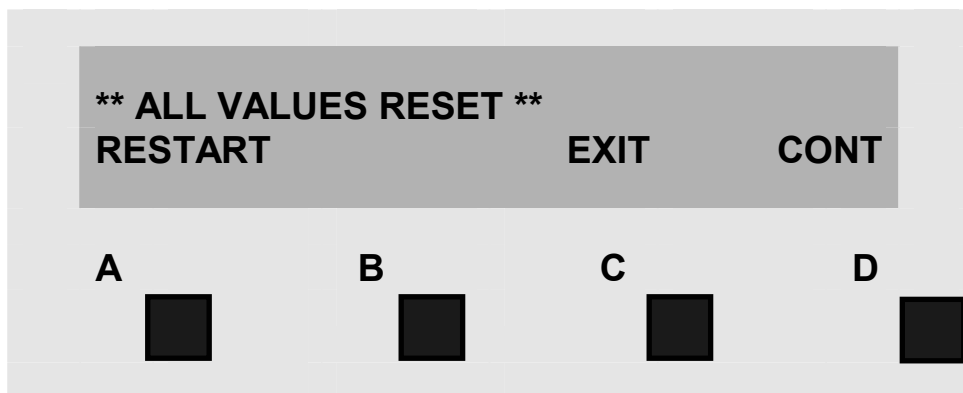 ** ALL VALUES RESET **
RESTART EXIT CONT
A B C D